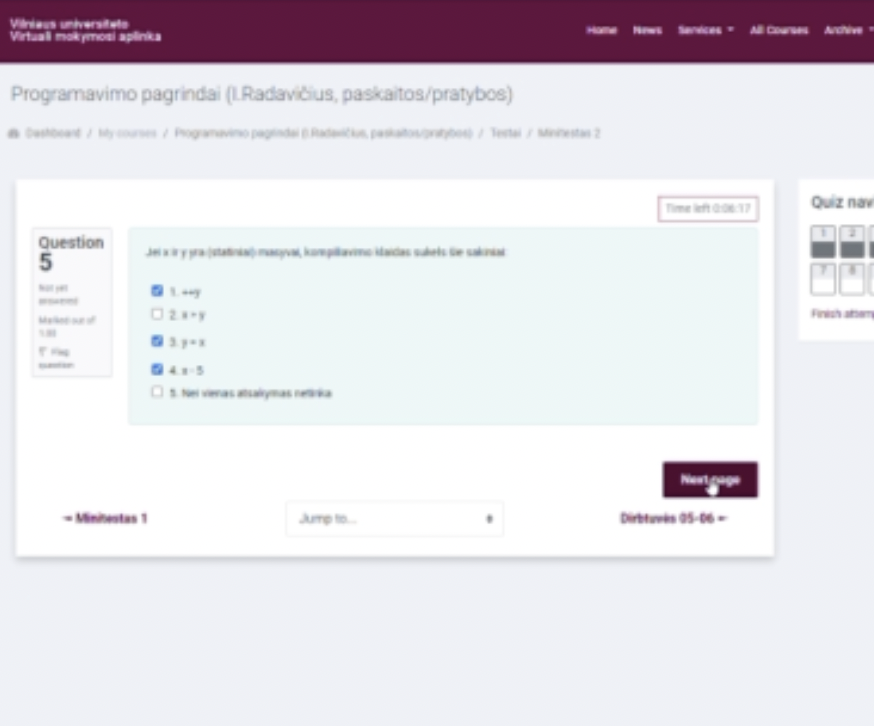 Vilniaus universiteto
Virtuali mokymosi aplinka
Home News Services All Courses Archive
Programavimo pagrindai (I.Radavičius, paskaitos/pratybos)
Dashboard / My courses / Programavimo pagrindai (I.Radavičius, paskaitos/pratybos) / Testai / Minitestas 2
Time left 0:06:17
Quiz navi
Question
5
Not yet
answered
Marked out of
1.00
Flag
question
Jei x ir y yra (statiniai) masyvai, kompiliavimo klaidas sukels šie sakiniai:
1. ++y
2. x > y
3. y = x
4. x - 5
5. Nei vienas atsakymas netinka
1 2
7 8
Finish attemp
Next page
Minitestas 1
Jump to...
Dirbtuvės 05-06